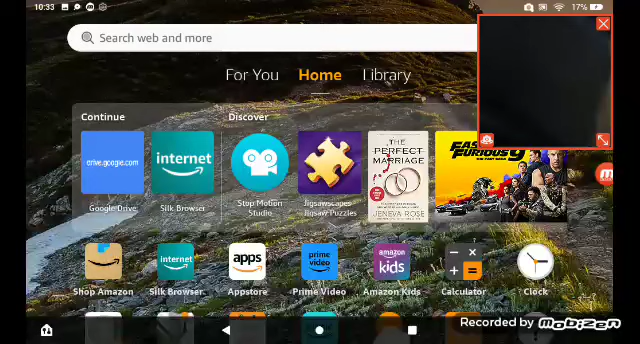 10:33
17%
Search web and more
For You
Home
Library
Continue
Discover
drive.google.com
internet
THE
PERFECT
MARRIAGE
JENEVA ROSE
FAST
FURIOUS 9
Google Drive
Silk Browser
Stop Motion
Studio
Jigsawscapes -
Jigsaw Puzzles
internet
apps
prime
video
amazon
kids
Shop Amazon
Silk Browser
Appstore
Prime Video
Amazon Kids
Calculator
Clock
Recorded by mobizen